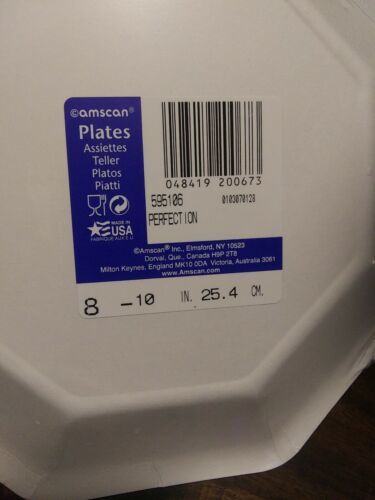 ©amscan®
Plates
Assiettes
Teller
Platos
Piatti
MADE IN
USA
FABRIQUE AUX E.U.
048419 200673
595106 0103070128
PERFECTION
©Amscan® Inc., Elmsford, NY 10523
Dorval, Que., Canada H9P 2T8
Milton Keynes, England MK10 0DA Victoria, Australia 3061
www.Amscan.com
8 -10 IN. 25.4 CM.